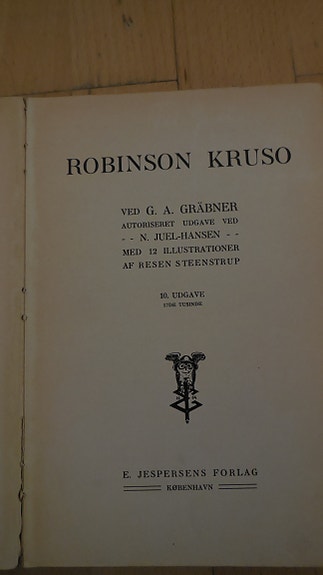 ROBINSON KRUSO
VED G. A. GRÄBNER
AUTORISERET UDGAVE VED
- - N. JUEL-HANSEN - -
MED 12 ILLUSTRATIONER
AF RESEN STEENSTRUP
10. UDGAVE
TUSINDE
E. JESPERSENS FORLAG
KØBENHAVN